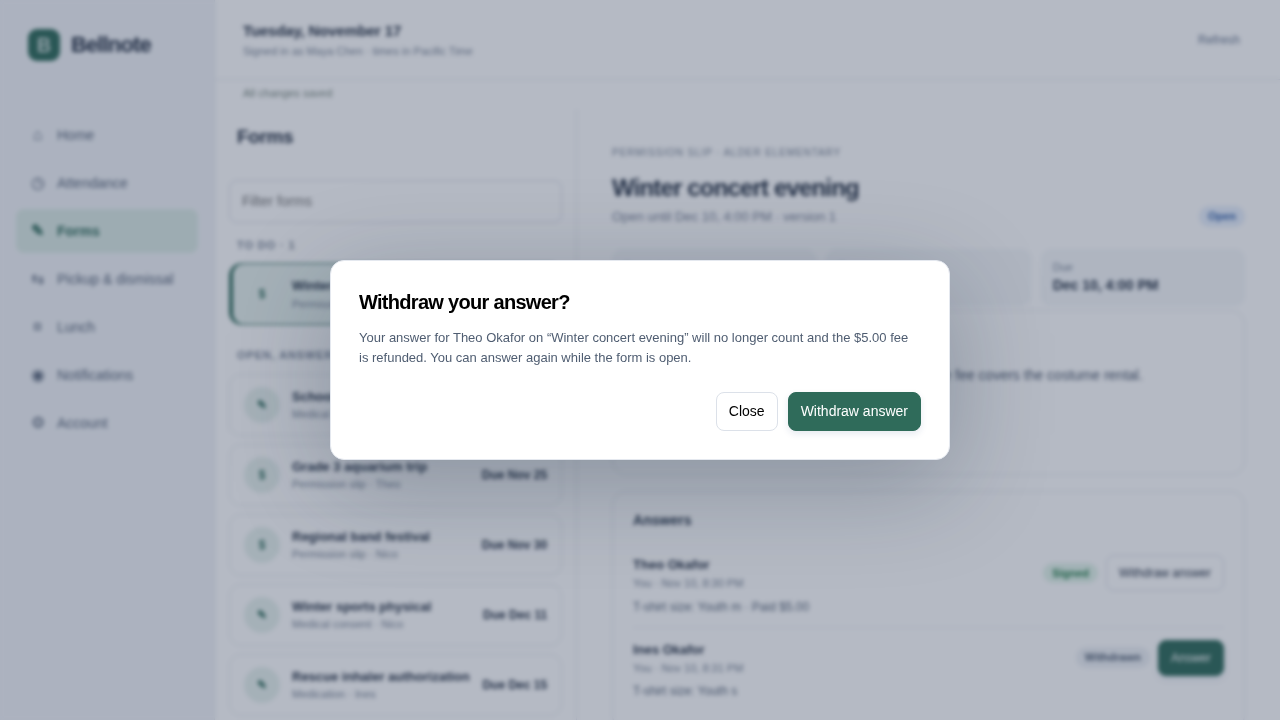 B Bellnote
Home
Attendance
Forms
Pickup & dismissal
Lunch
Notifications
Account
Tuesday, November 17
Signed in as Maya Chen · times in Pacific Time
Refresh
All changes saved
Forms
Filter forms
TO DO · 1
$
Winter
OPEN, ANSWER
Grade 3 aquarium trip
Permission slip · Theo
Due Nov 25
$
Regional band festival
Permission slip · Nico
Due Nov 30
$
Winter sports physical
Medical consent · Nico
Due Dec 11
Rescue inhaler authorization
Medication · Ines
Due Dec 15
PERMISSION SLIP · ALDER ELEMENTARY
Winter concert evening
Open until Dec 10, 4:00 PM · version 1
Open
Due
Dec 10, 4:00 PM
fee covers the costume rental.
Withdraw your answer?
Your answer for Theo Okafor on “Winter concert evening” will no longer count and the $5.00 fee
is refunded. You can answer again while the form is open.
Close
Withdraw answer
Answers
Theo Okafor
You · Nov 10, 8:30 PM
T-shirt size: Youth m · Paid $5.00
Signed
Withdraw answer
Ines Okafor
You · Nov 10, 8:31 PM
T-shirt size: Youth s
Withdrawn
Answer